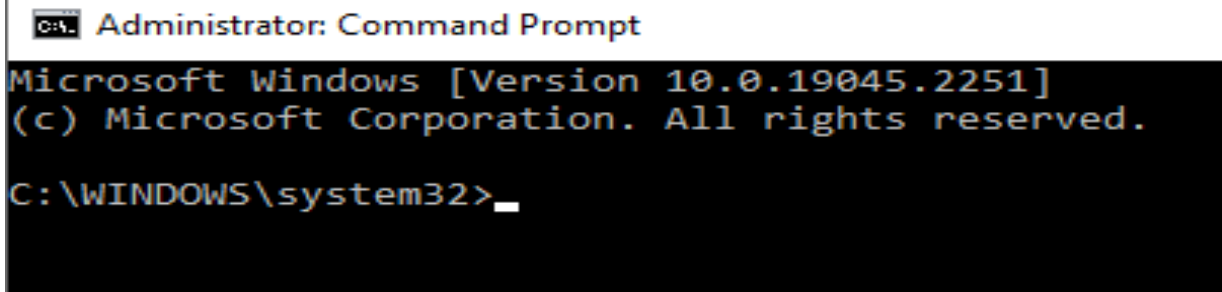 Administrator: Command Prompt
Microsoft Windows [Version 10.0.19045.2251]
(c) Microsoft Corporation. All rights reserved.
C:\WINDOWS\system32>